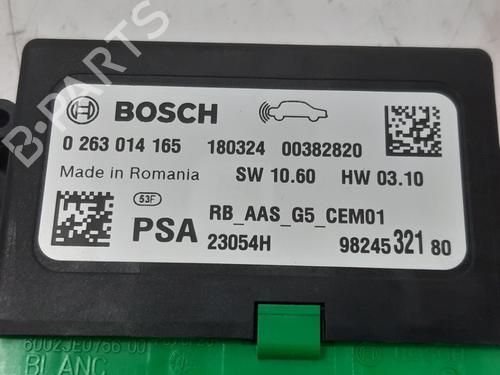 BOSCH
0 263 014 165 180324 00382820
Made in Romania SW 10.60 HW 03.10
53F
RB_AAS_G5_CEM01
PSA 23054H 98245 321 80
B-PARTS
BLANC
BOSCH